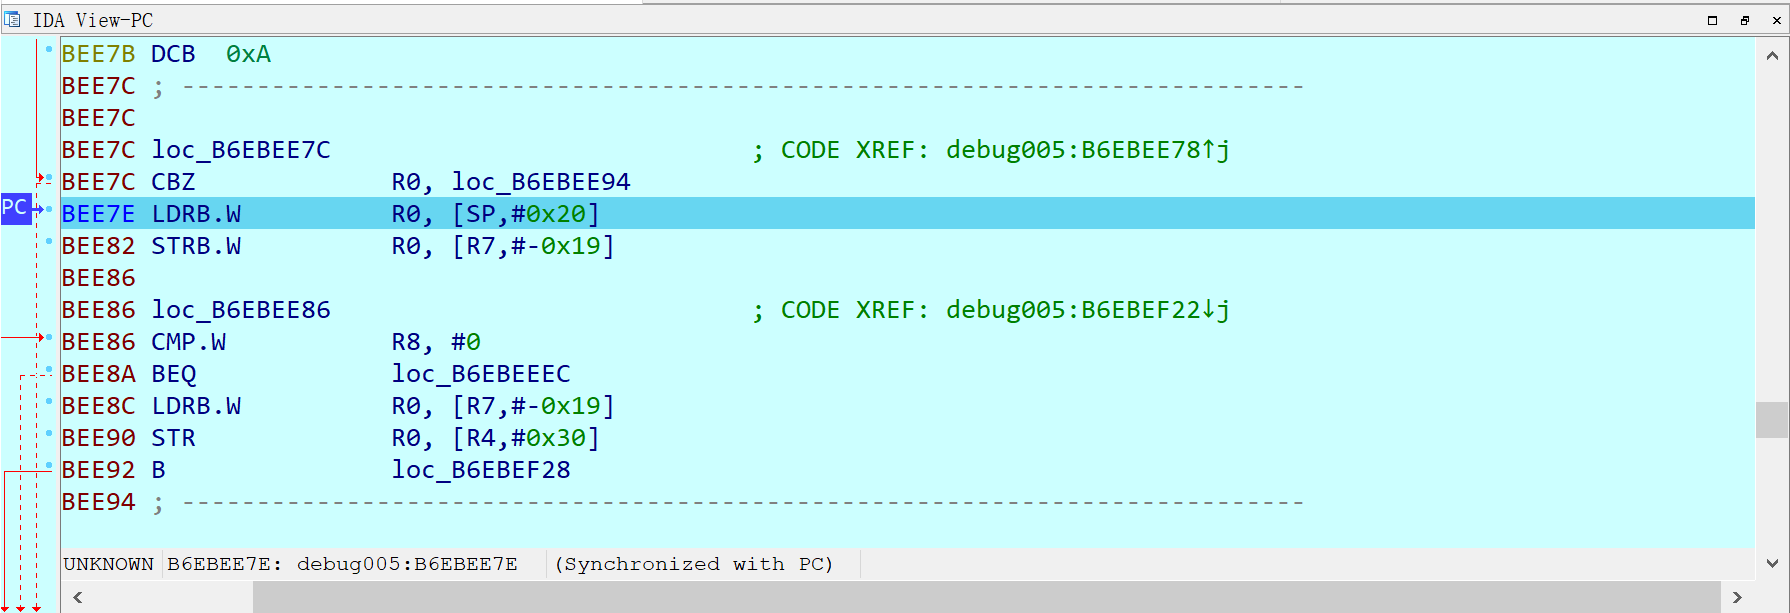 IDA View-PC
BEE7B DCB 0xA
BEE7C ; ---------------------------------------------------------------------------
BEE7C
BEE7C loc_B6EBEE7C ; CODE XREF: debug005:B6EBEE78↑j
BEE7C CBZ R0, loc_B6EBEE94
PC BEE7E LDRB.W R0, [SP,#0x20]
BEE82 STRB.W R0, [R7,#-0x19]
BEE86
BEE86 loc_B6EBEE86 ; CODE XREF: debug005:B6EBEF22↓j
BEE86 CMP.W R8, #0
BEE8A BEQ loc_B6EBEEEC
BEE8C LDRB.W R0, [R7,#-0x19]
BEE90 STR R0, [R4,#0x30]
BEE92 B loc_B6EBEF28
BEE94 ; ---------------------------------------------------------------------------
UNKNOWN B6EBEE7E: debug005:B6EBEE7E (Synchronized with PC)